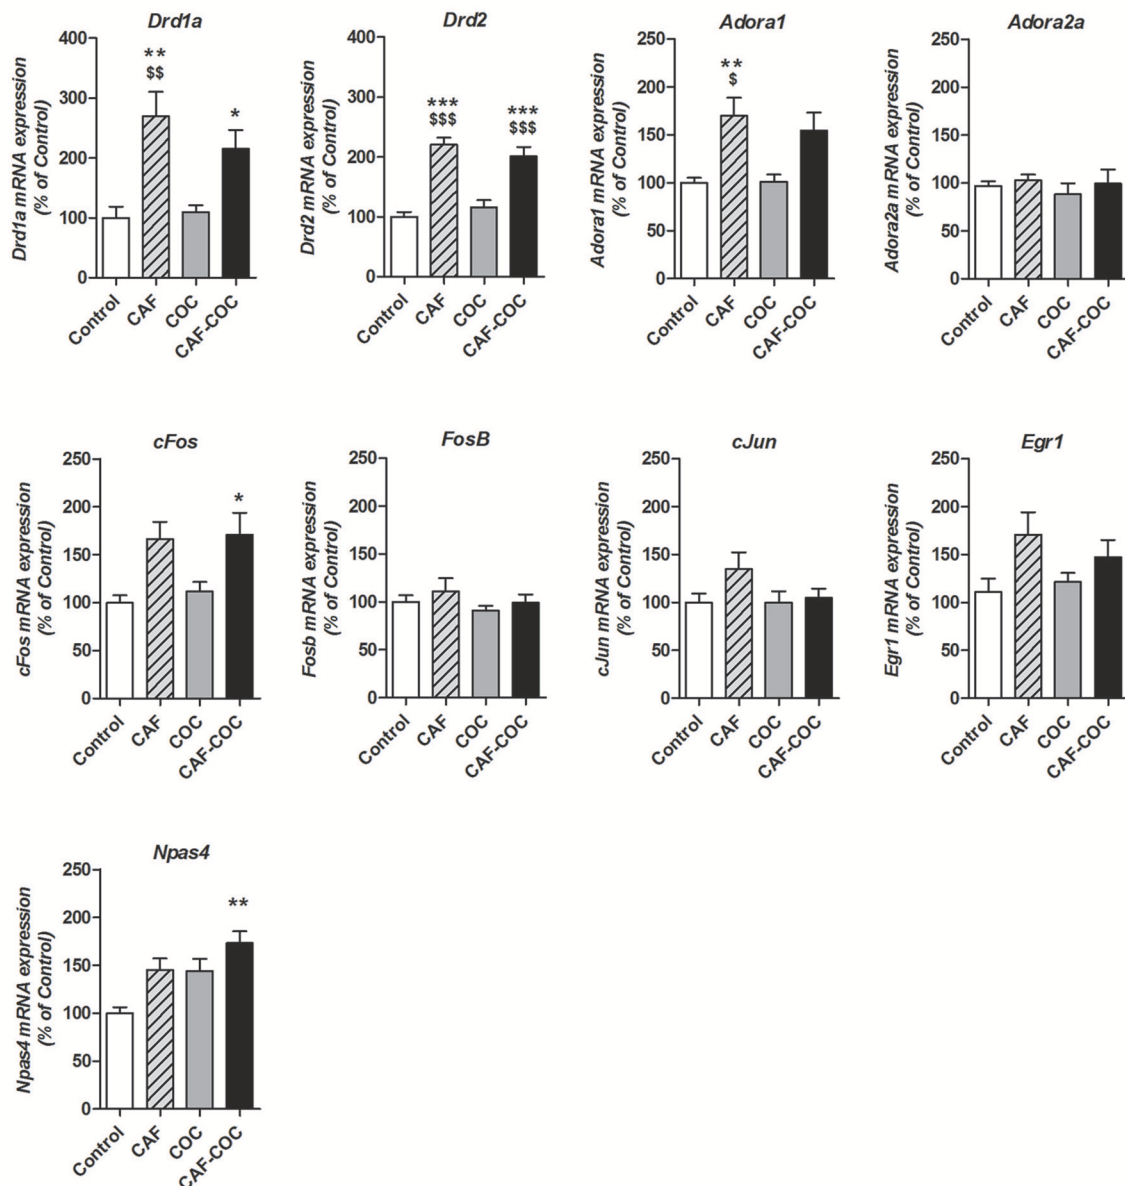 Drd1a
Drd1a mRNA expression
(% of Control)
400
300
200
100
0
**
$$
*
Control
CAF
COC
CAF-COC
Drd2
Drd2 mRNA expression
(% of Control)
400
300
200
100
0
***
$$$
***
$$$
Control
CAF
COC
CAF-COC
Adora1
Adora1 mRNA expression
(% of Control)
250
200
150
100
50
0
**
$
Control
CAF
COC
CAF-COC
Adora2a
Adora2a mRNA expression
(% of Control)
250
200
150
100
50
0
Control
CAF
COC
CAF-COC
cFos
cFos mRNA expression
(% of Control)
250
200
150
100
50
0
*
Control
CAF
COC
CAF-COC
FosB
Fosb mRNA expression
(% of Control)
250
200
150
100
50
0
Control
CAF
COC
CAF-COC
cJun
cJun mRNA expression
(% of Control)
250
200
150
100
50
0
Control
CAF
COC
CAF-COC
Egr1
Egr1 mRNA expression
(% of Control)
250
200
150
100
50
0
Control
CAF
COC
CAF-COC
Npas4
Npas4 mRNA expression
(% of Control)
250
200
150
100
50
0
**
Control
CAF
COC
CAF-COC